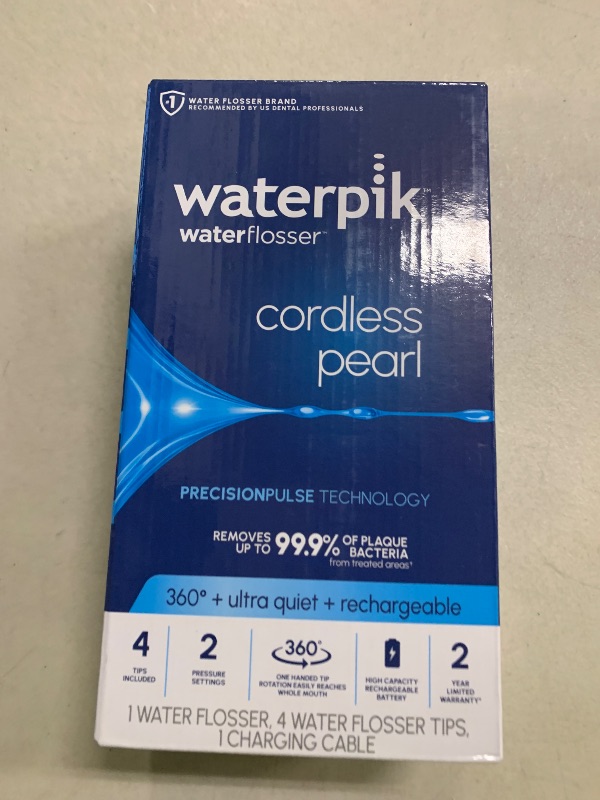 #1 WATER FLOSSER BRAND
RECOMMENDED BY US DENTAL PROFESSIONALS
waterpik™
waterflosser™
cordless
pearl
PRECISIONPULSE TECHNOLOGY
REMOVES UP TO 99.9% OF PLAQUE BACTERIA
from treated areas†
360° + ultra quiet + rechargeable
4
TIPS
INCLUDED
2
PRESSURE
SETTINGS
360°
ONE HANDED TIP
ROTATION EASILY REACHES
WHOLE MOUTH
HIGH CAPACITY
RECHARGEABLE
BATTERY
2
YEAR
LIMITED
WARRANTY*
1 WATER FLOSSER, 4 WATER FLOSSER TIPS,
1 CHARGING CABLE